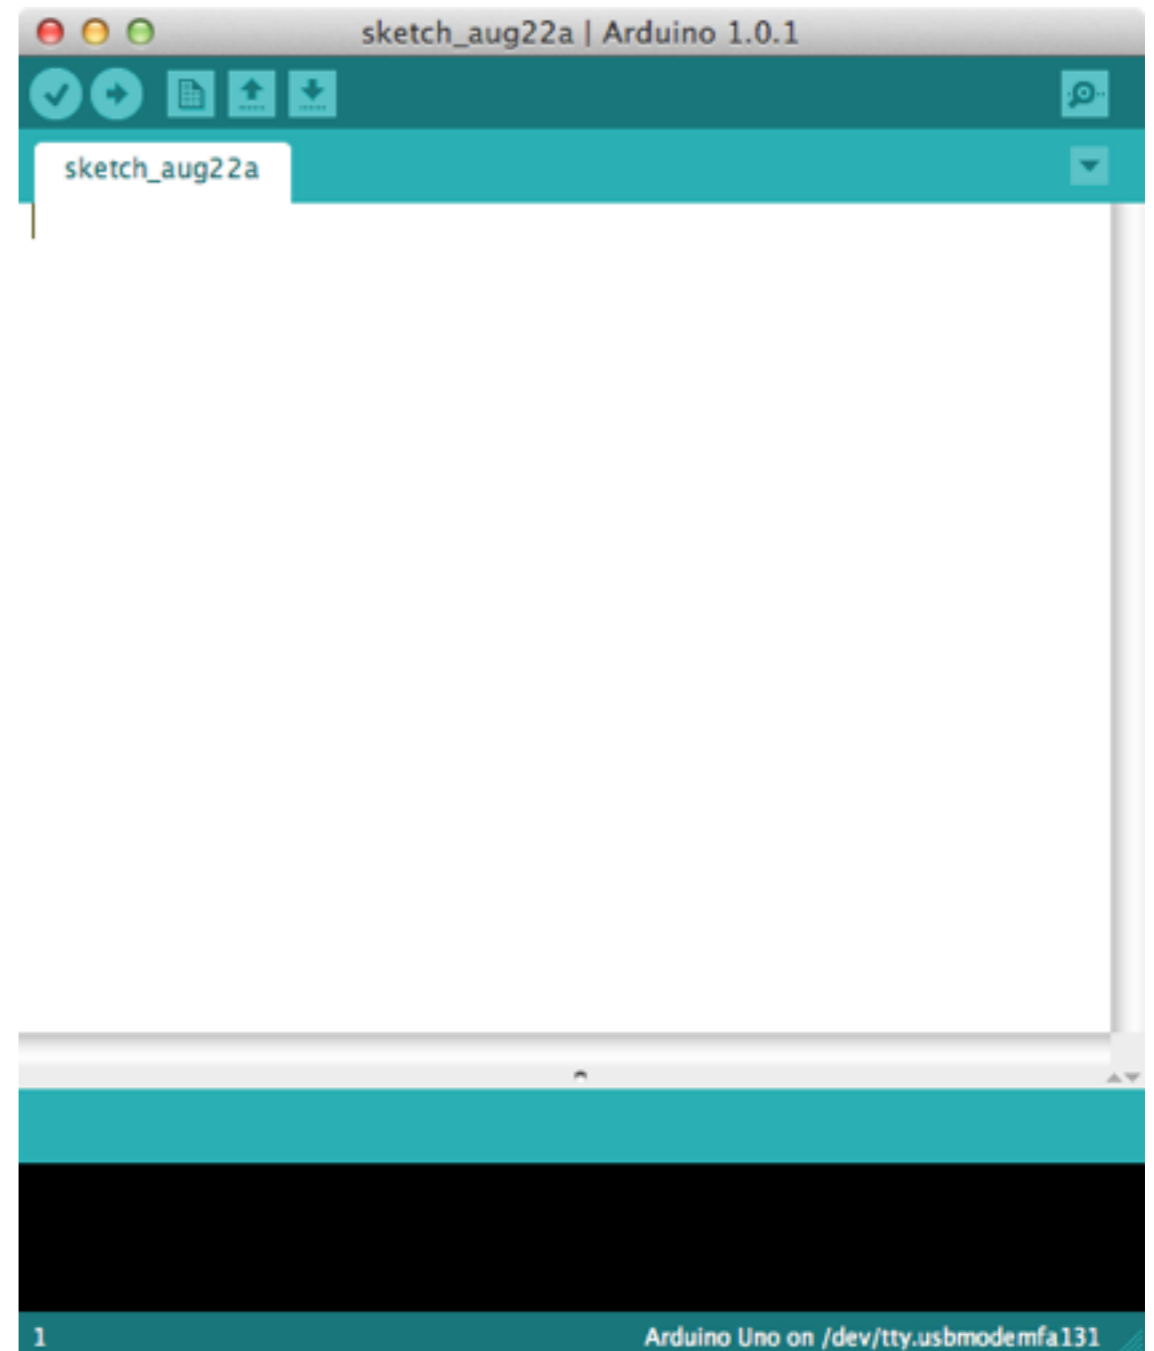 sketch_aug22a | Arduino 1.0.1
sketch_aug22a
1
Arduino Uno on /dev/tty.usbmodemfa131